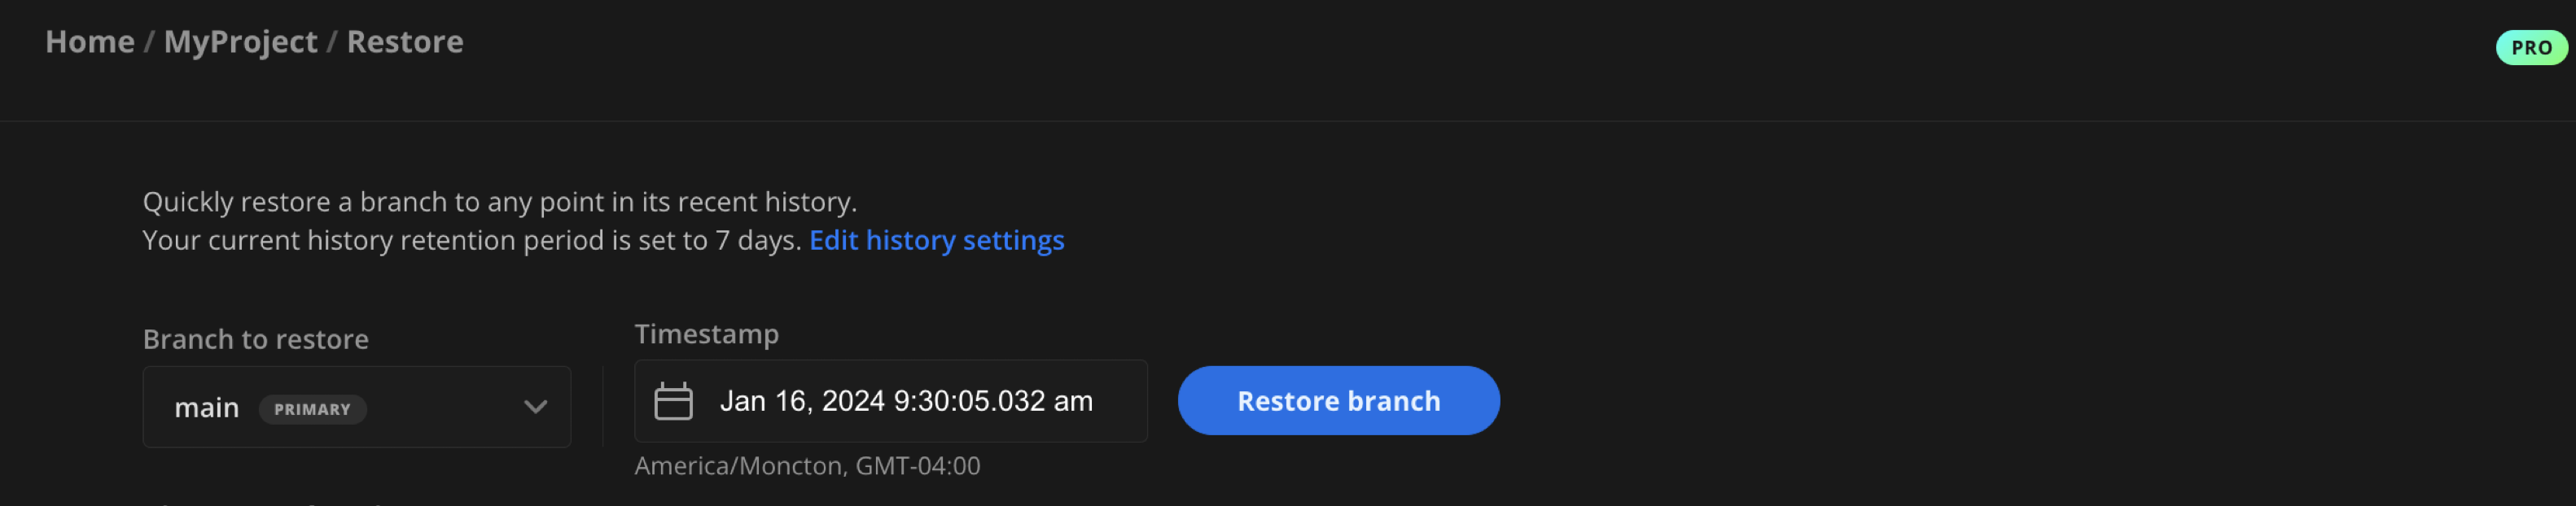 Home / MyProject / Restore
PRO
Quickly restore a branch to any point in its recent history.
Your current history retention period is set to 7 days. Edit history settings
Branch to restore
Timestamp
main PRIMARY
Jan 16, 2024 9:30:05.032 am
Restore branch
America/Moncton, GMT-04:00